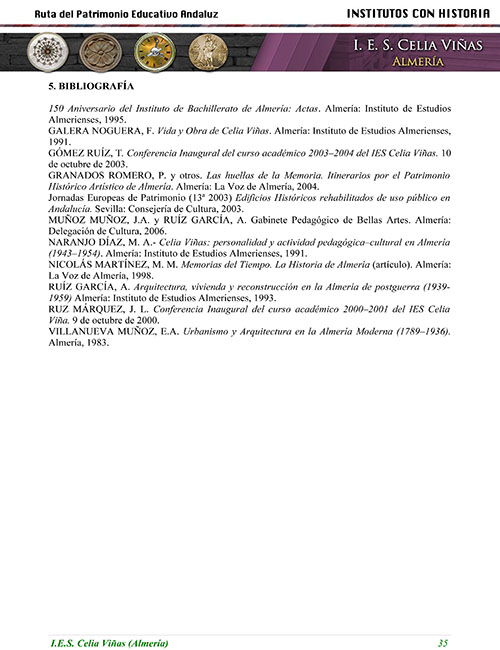 Ruta del Patrimonio Educativo Andaluz
INSTITUTOS CON HISTORIA
I. E. S. CELIA VIÑAS
ALMERÍA
5. BIBLIOGRAFÍA
150 Aniversario del Instituto de Bachillerato de Almería: Actas. Almería: Instituto de Estudios
Almerienses, 1995.
GALERA NOGUERA, F. Vida y Obra de Celia Viñas. Almería: Instituto de Estudios Almerienses,
1991.
GÓMEZ RUÍZ, T. Conferencia Inaugural del curso académico 2003–2004 del IES Celia Viñas. 10
de octubre de 2003.
GRANADOS ROMERO, P. y otros. Las huellas de la Memoria. Itinerarios por el Patrimonio
Histórico Artístico de Almería. Almería: La Voz de Almería, 2004.
Jornadas Europeas de Patrimonio (13ª 2003) Edificios Históricos rehabilitados de uso público en
Andalucía. Sevilla: Consejería de Cultura, 2003.
MUÑOZ MUÑOZ, J.A. y RUÍZ GARCÍA, A. Gabinete Pedagógico de Bellas Artes. Almería:
Delegación de Cultura, 2006.
NARANJO DÍAZ, M. A.- Celia Viñas: personalidad y actividad pedagógica–cultural en Almería
(1943–1954). Almería: Instituto de Estudios Almerienses, 1991.
NICOLÁS MARTÍNEZ, M. M. Memorias del Tiempo. La Historia de Almería (artículo). Almería:
La Voz de Almería, 1998.
RUÍZ GARCÍA, A. Arquitectura, vivienda y reconstrucción en la Almería de postguerra (1939-
1959) Almería: Instituto de Estudios Almerienses, 1993.
RUZ MÁRQUEZ, J. L. Conferencia Inaugural del curso académico 2000–2001 del IES Celia
Viña. 9 de octubre de 2000.
VILLANUEVA MUÑOZ, E.A. Urbanismo y Arquitectura en la Almería Moderna (1789–1936).
Almería, 1983.
I.E.S. Celia Viñas (Almería)
35